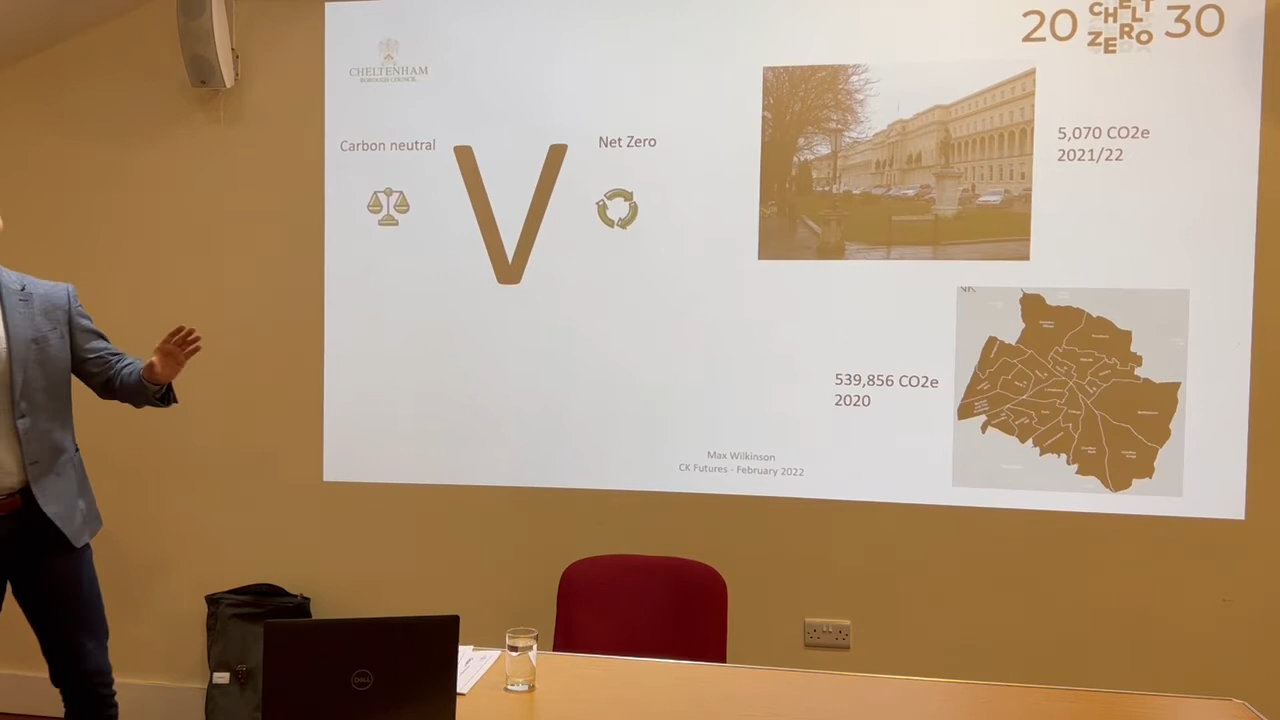 CHELTENHAM
BOROUGH COUNCIL
20 CHELT ZERO 30
Carbon neutral
V
Net Zero
5,070 CO2e
2021/22
539,856 CO2e
2020
Max Wilkinson
CK Futures - February 2022
DELL